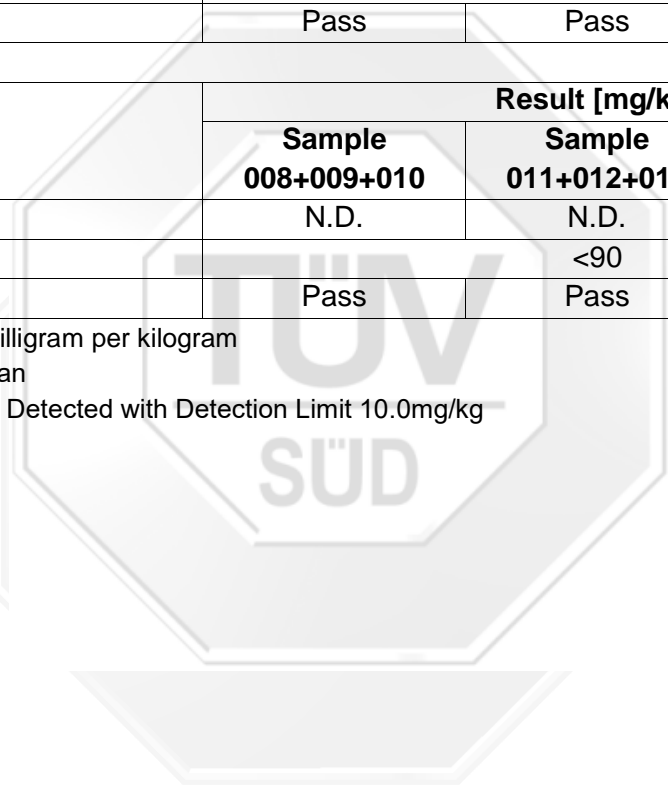 Pass Pass
Result [mg/k
Sample Sample
008+009+010 011+012+01
N.D. N.D.
<90
Pass Pass
illigram per kilogram
an
Detected with Detection Limit 10.0mg/kg
TÜV
SÜD